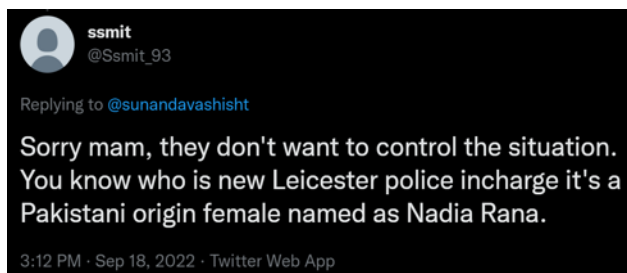 ssmit
@Ssmit_93
Replying to @sunandavashisht
Sorry mam, they don't want to control the situation.
You know who is new Leicester police incharge it's a
Pakistani origin female named as Nadia Rana.
3:12 PM · Sep 18, 2022 · Twitter Web App